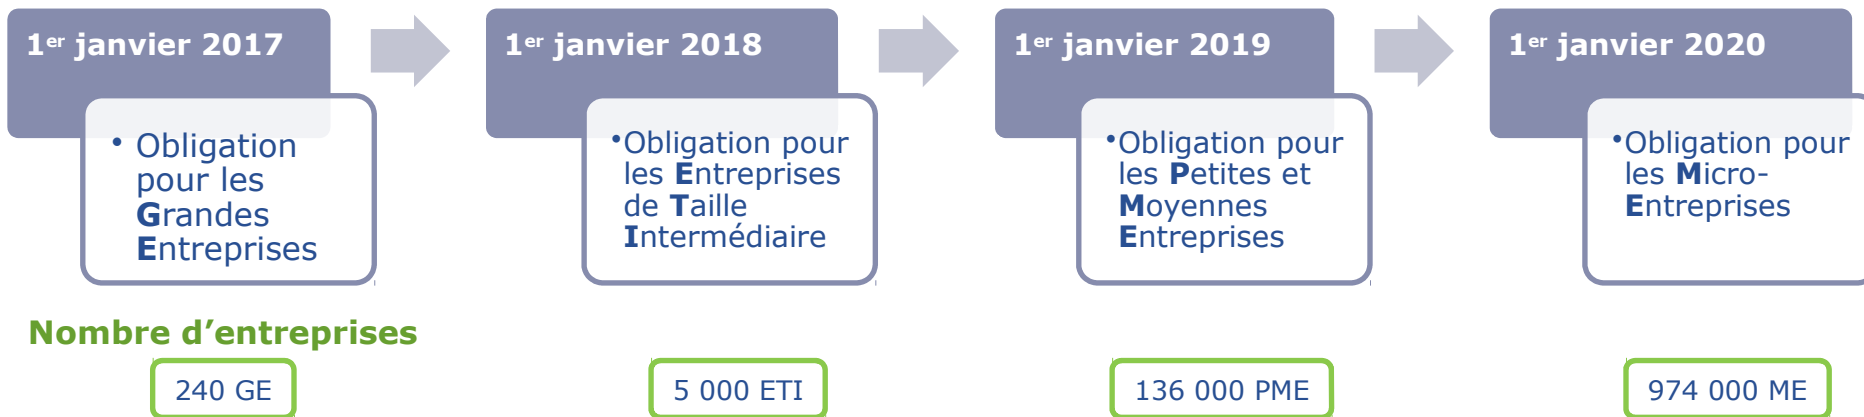 1er janvier 2017
• Obligation
pour les
Grandes
Entreprises
1er janvier 2018
•Obligation pour
les Entreprises
de Taille
Intermédiaire
1er janvier 2019
•Obligation pour
les Petites et
Moyennes
Entreprises
1er janvier 2020
•Obligation pour
les Micro-
Entreprises
Nombre d’entreprises
240 GE
5 000 ETI
136 000 PME
974 000 ME